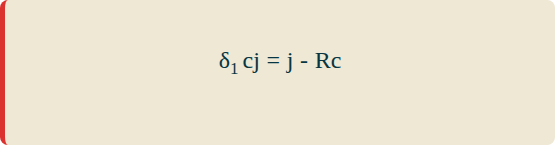 δ₁ cj = j - Rc